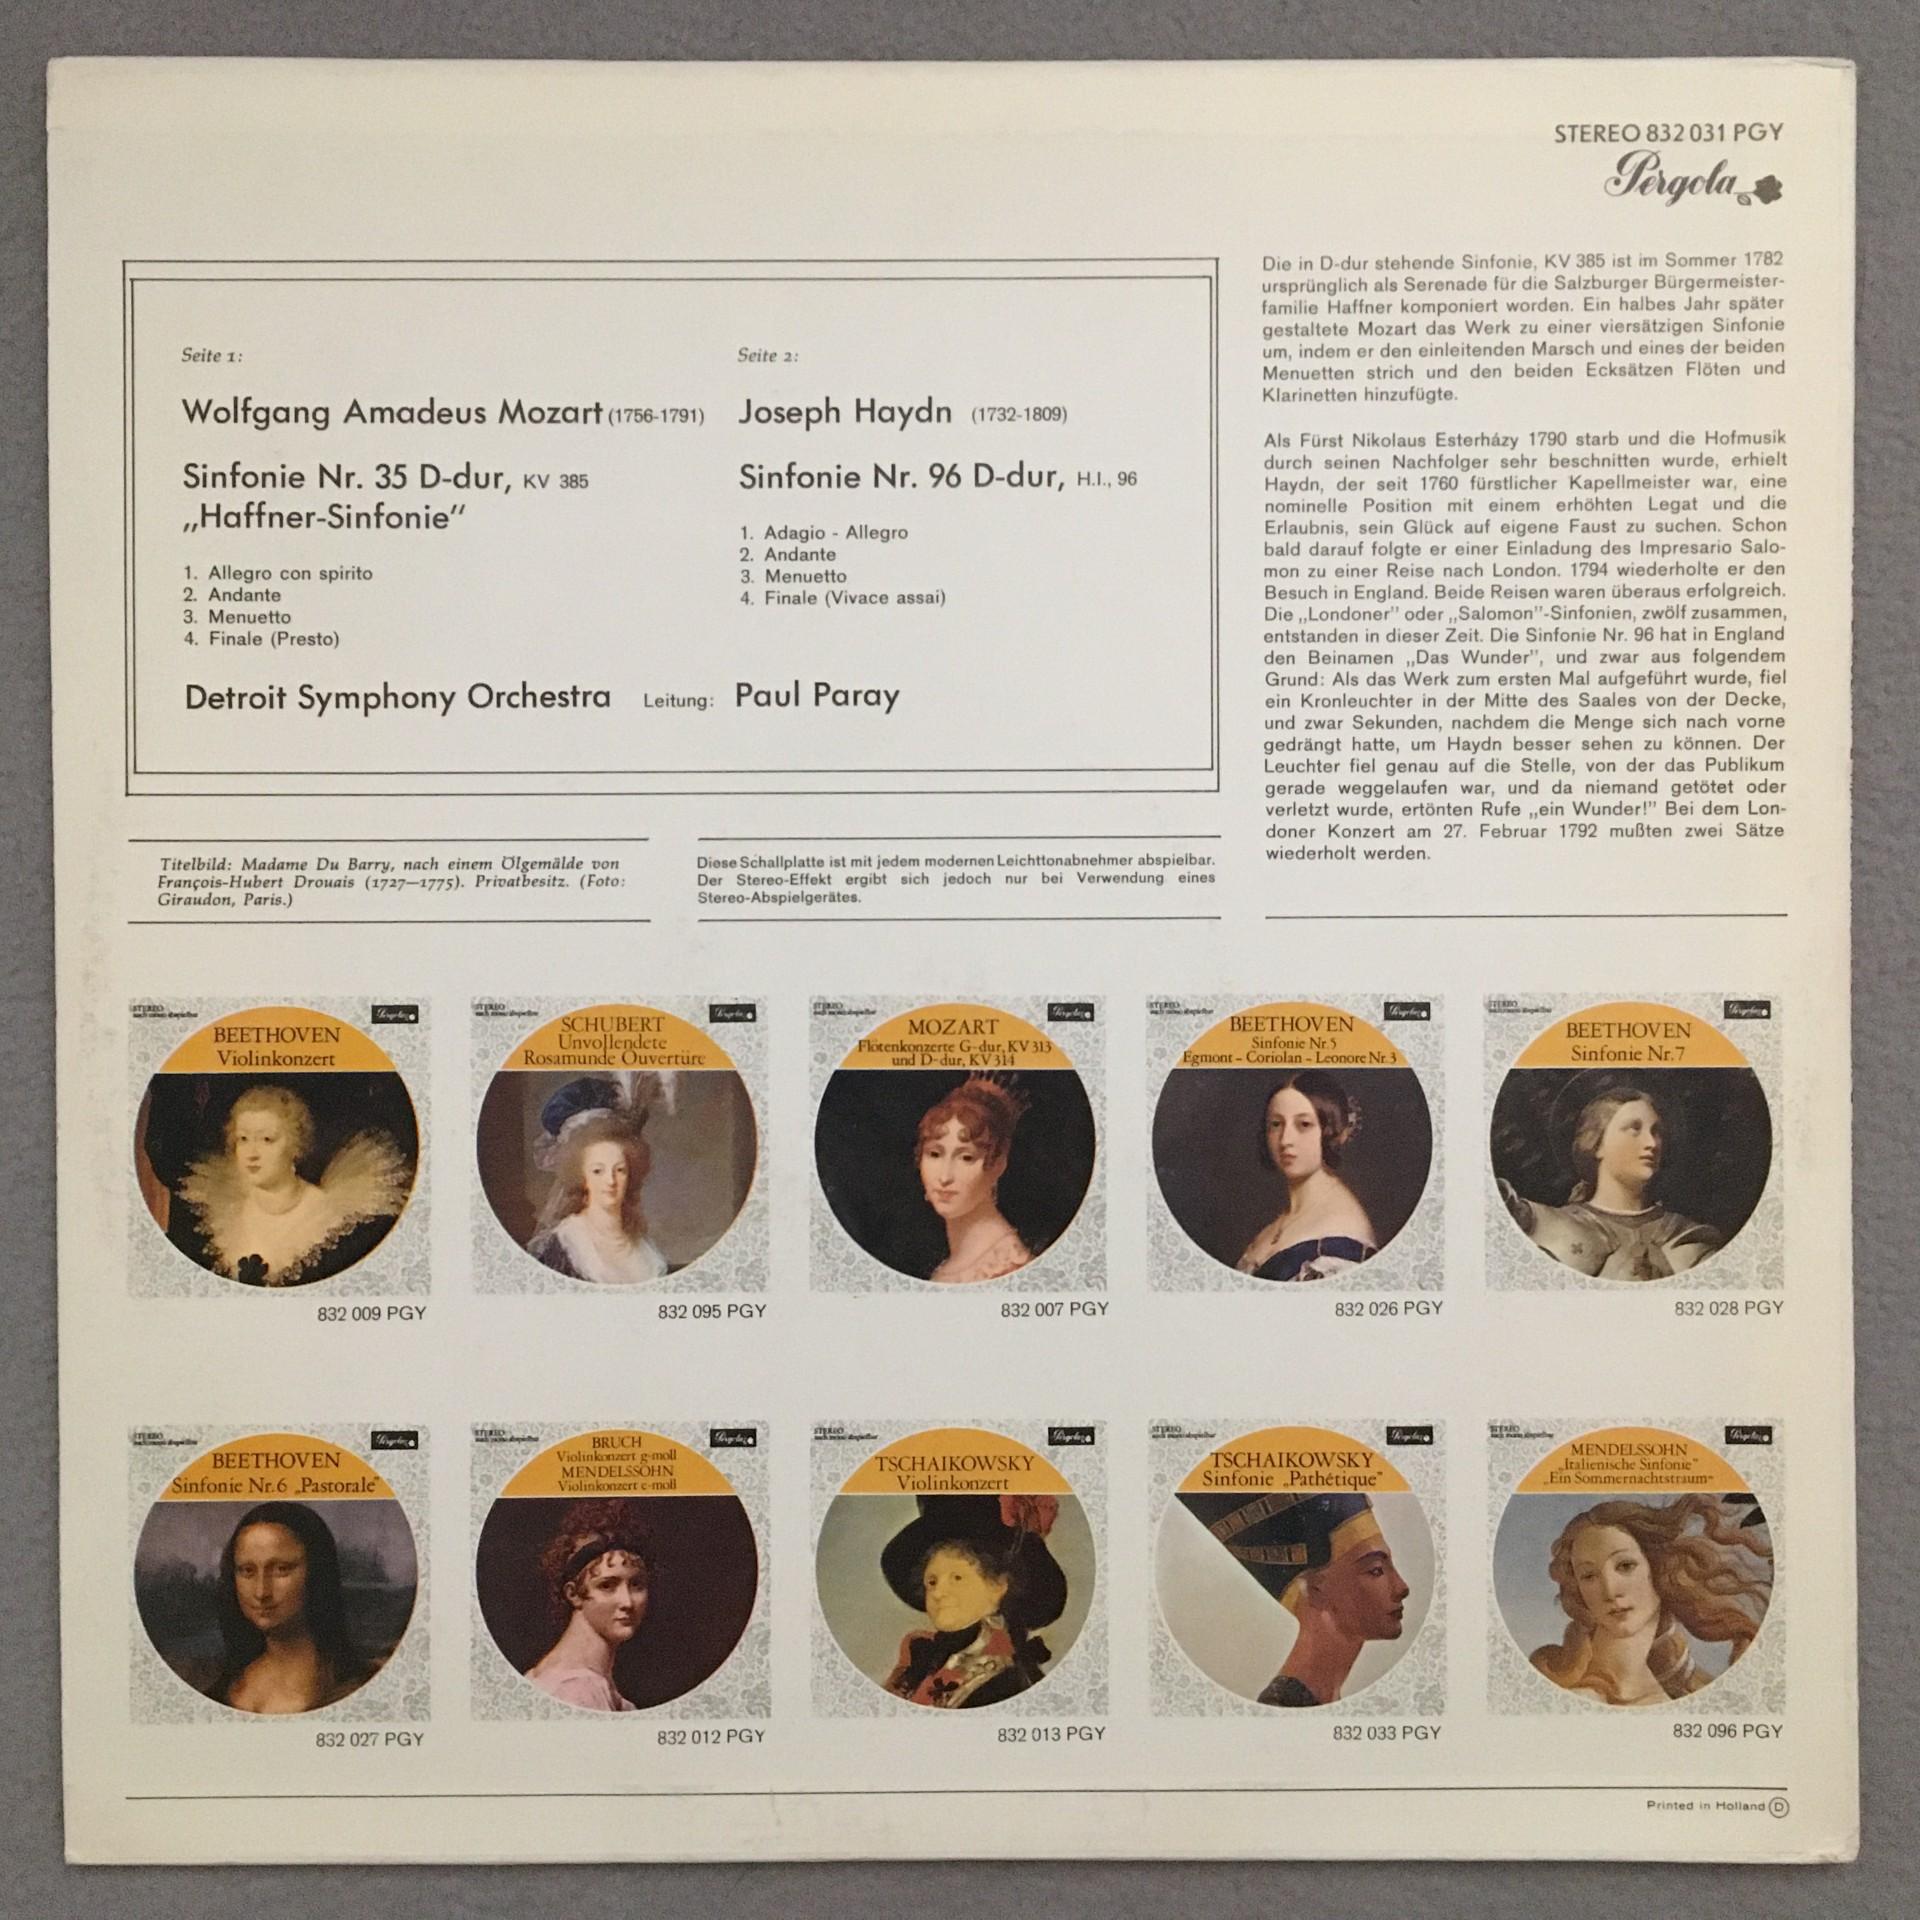 STEREO 832 031 PGY
Pergola
Seite 1:
Wolfgang Amadeus Mozart (1756-1791)
Sinfonie Nr. 35 D-dur, KV 385
„Haffner-Sinfonie“
1. Allegro con spirito
2. Andante
3. Menuetto
4. Finale (Presto)
Seite 2:
Joseph Haydn (1732-1809)
Sinfonie Nr. 96 D-dur, H.I., 96
1. Adagio - Allegro
2. Andante
3. Menuetto
4. Finale (Vivace assai)
Detroit Symphony Orchestra Leitung: Paul Paray
Die in D-dur stehende Sinfonie, KV 385 ist im Sommer 1782
ursprünglich als Serenade für die Salzburger Bürgermeister-
familie Haffner komponiert worden. Ein halbes Jahr später
gestaltete Mozart das Werk zu einer viersätzigen Sinfonie
um, indem er den einleitenden Marsch und eines der beiden
Menuetten strich und den beiden Ecksätzen Flöten und
Klarinetten hinzufügte.
Als Fürst Nikolaus Esterházy 1790 starb und die Hofmusik
durch seinen Nachfolger sehr beschnitten wurde, erhielt
Haydn, der seit 1760 fürstlicher Kapellmeister war, eine
nominelle Position mit einem erhöhten Legat und die
Erlaubnis, sein Glück auf eigene Faust zu suchen. Schon
bald darauf folgte er einer Einladung des Impresario Salo-
mon zu einer Reise nach London. 1794 wiederholte er den
Besuch in England. Beide Reisen waren überaus erfolgreich.
Die „Londoner“ oder „Salomon“-Sinfonien, zwölf zusammen,
entstanden in dieser Zeit. Die Sinfonie Nr. 96 hat in England
den Beinamen „Das Wunder“, und zwar aus folgendem
Grund: Als das Werk zum ersten Mal aufgeführt wurde, fiel
ein Kronleuchter in der Mitte des Saales von der Decke,
und zwar Sekunden, nachdem die Menge sich nach vorne
gedrängt hatte, um Haydn besser sehen zu können. Der
Leuchter fiel genau auf die Stelle, von der das Publikum
gerade weggelaufen war, und da niemand getötet oder
verletzt wurde, ertönten Rufe „ein Wunder!“ Bei dem Lon-
doner Konzert am 27. Februar 1792 mußten zwei Sätze
wiederholt werden.
Titelbild: Madame Du Barry, nach einem Ölgemälde von
François-Hubert Drouais (1727—1775). Privatbesitz. (Foto:
Giraudon, Paris.)
Diese Schallplatte ist mit jedem modernen Leichttonabnehmer abspielbar.
Der Stereo-Effekt ergibt sich jedoch nur bei Verwendung eines
Stereo-Abspielgerätes.
STEREO
Pergola
BEETHOVEN
Violinkonzert
832 009 PGY
STEREO
Pergola
SCHUBERT
Unvollendete
Rosamunde Ouvertüre
832 095 PGY
STEREO
Pergola
MOZART
Flötenkonzerte G-dur, KV 313
und D-dur, KV 314
832 007 PGY
STEREO
Pergola
BEETHOVEN
Sinfonie Nr.5
Egmont - Coriolan - Leonore Nr.3
832 026 PGY
STEREO
Pergola
BEETHOVEN
Sinfonie Nr.7
832 028 PGY
STEREO
Pergola
BEETHOVEN
Sinfonie Nr.6 „Pastorale“
832 027 PGY
STEREO
Pergola
BRUCH
Violinkonzert g-moll
MENDELSSOHN
Violinkonzert e-moll
832 012 PGY
STEREO
Pergola
TSCHAIKOWSKY
Violinkonzert
832 013 PGY
STEREO
Pergola
TSCHAIKOWSKY
Sinfonie „Pathétique“
832 033 PGY
STEREO
Pergola
MENDELSSOHN
„Italienische Sinfonie“
„Ein Sommernachtstraum“
832 096 PGY
Printed in Holland D